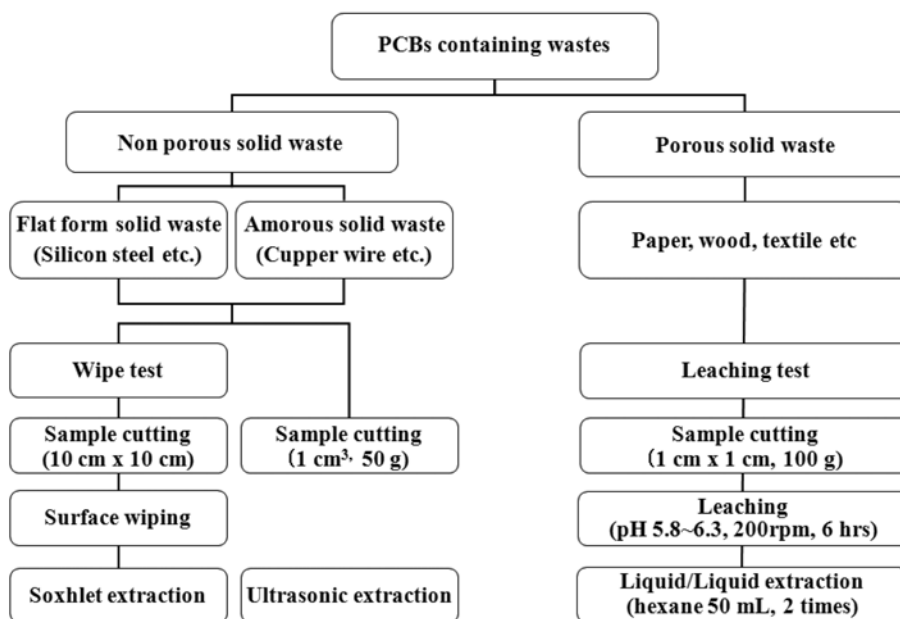 PCBs containing wastes
Non porous solid waste
Porous solid waste
Flat form solid waste
(Silicon steel etc.)
Amorous solid waste
(Cupper wire etc.)
Paper, wood, textile etc
Wipe test
Leaching test
Sample cutting
(10 cm x 10 cm)
Sample cutting
(1 cm³, 50 g)
Sample cutting
(1 cm x 1 cm, 100 g)
Surface wiping
Leaching
(pH 5.8~6.3, 200rpm, 6 hrs)
Soxhlet extraction
Ultrasonic extraction
Liquid/Liquid extraction
(hexane 50 mL, 2 times)